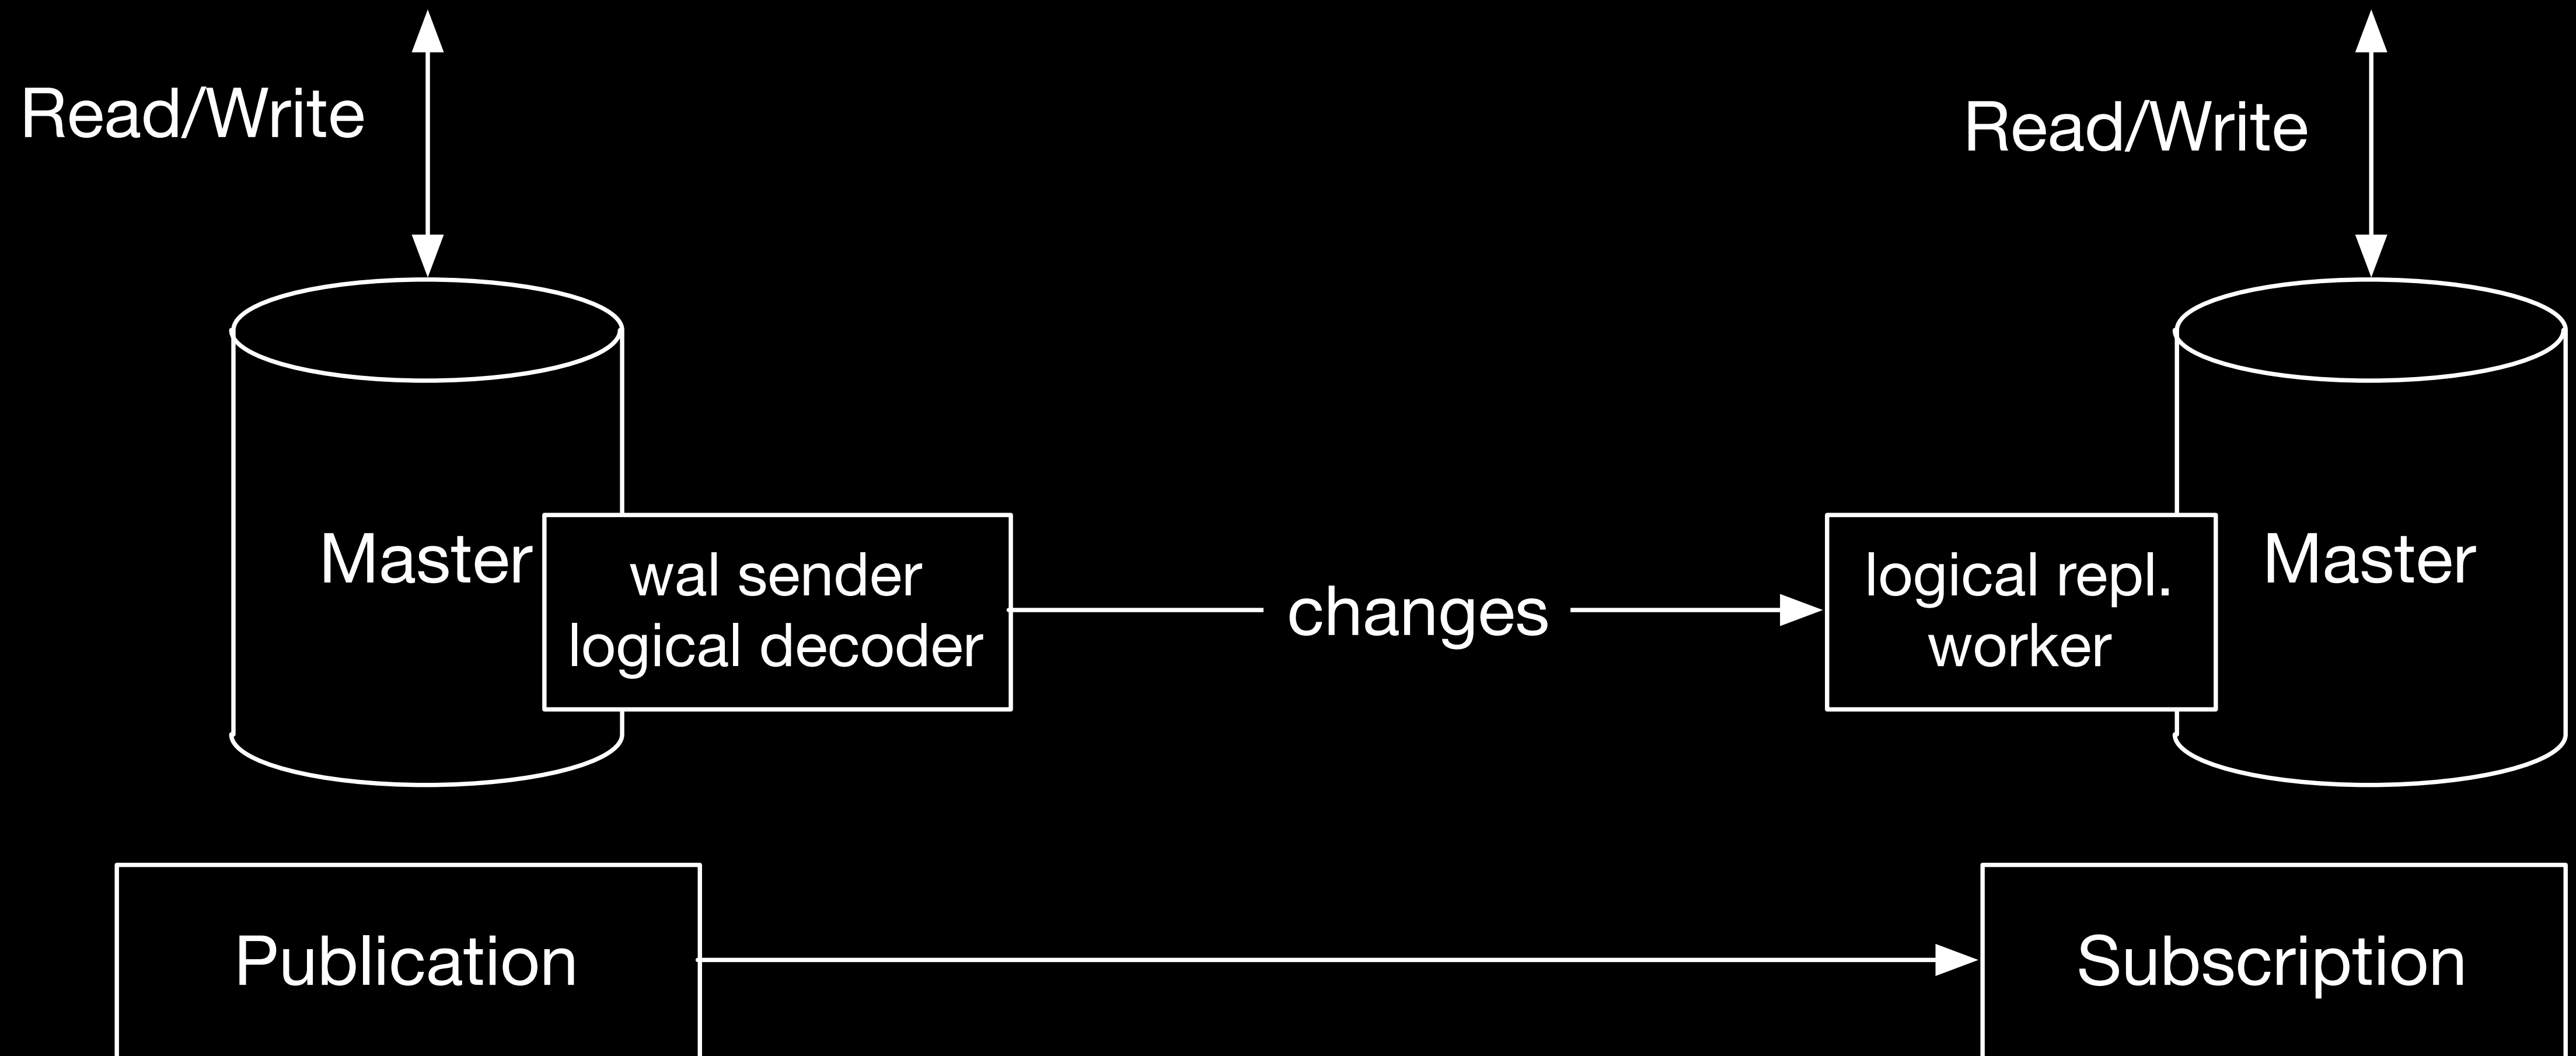 Read/Write
Read/Write
Master
wal sender
logical decoder
changes
logical repl.
worker
Master
Publication
Subscription